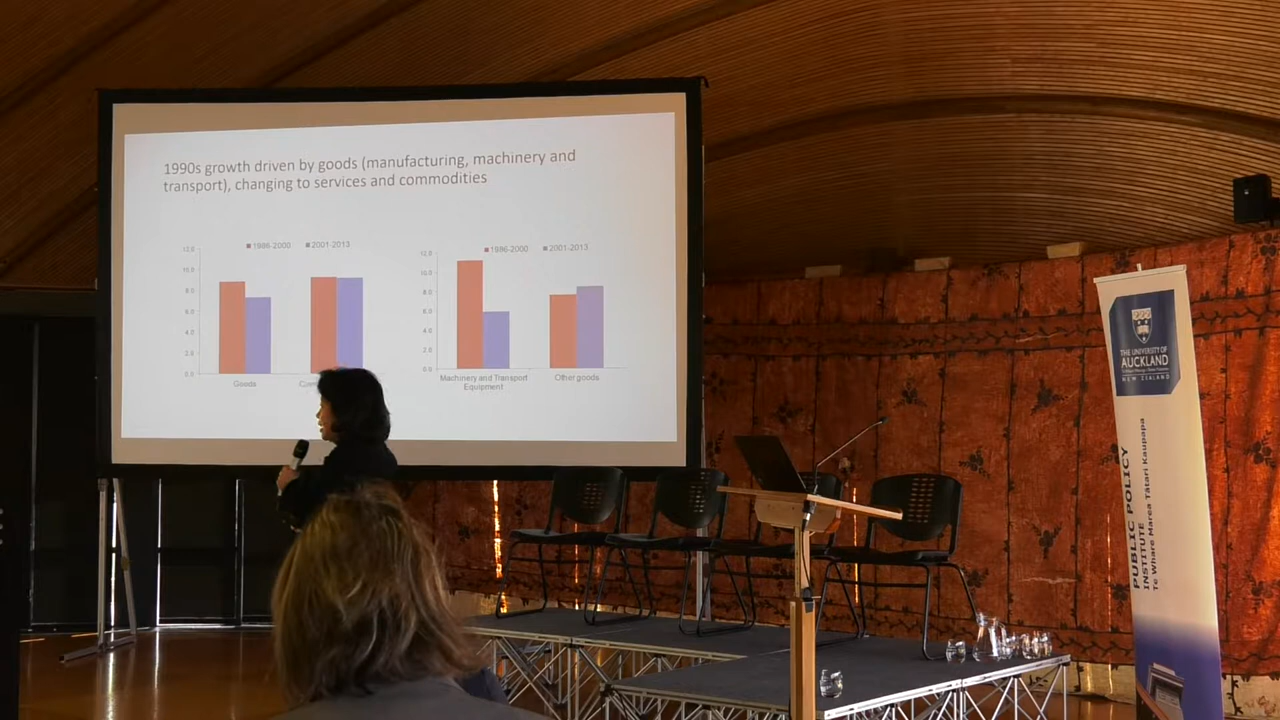 1990s growth driven by goods (manufacturing, machinery and
transport), changing to services and commodities
1986-2000 2001-2013
12.0
10.0
8.0
6.0
4.0
2.0
0.0
Goods
1986-2000 2001-2013
12.0
10.0
8.0
6.0
4.0
2.0
0.0
Machinery and Transport
Equipment
Other goods
THE UNIVERSITY OF
AUCKLAND
NEW ZEALAND
PUBLIC POLICY
INSTITUTE
Te Whare Marea Tātari Kaupapa